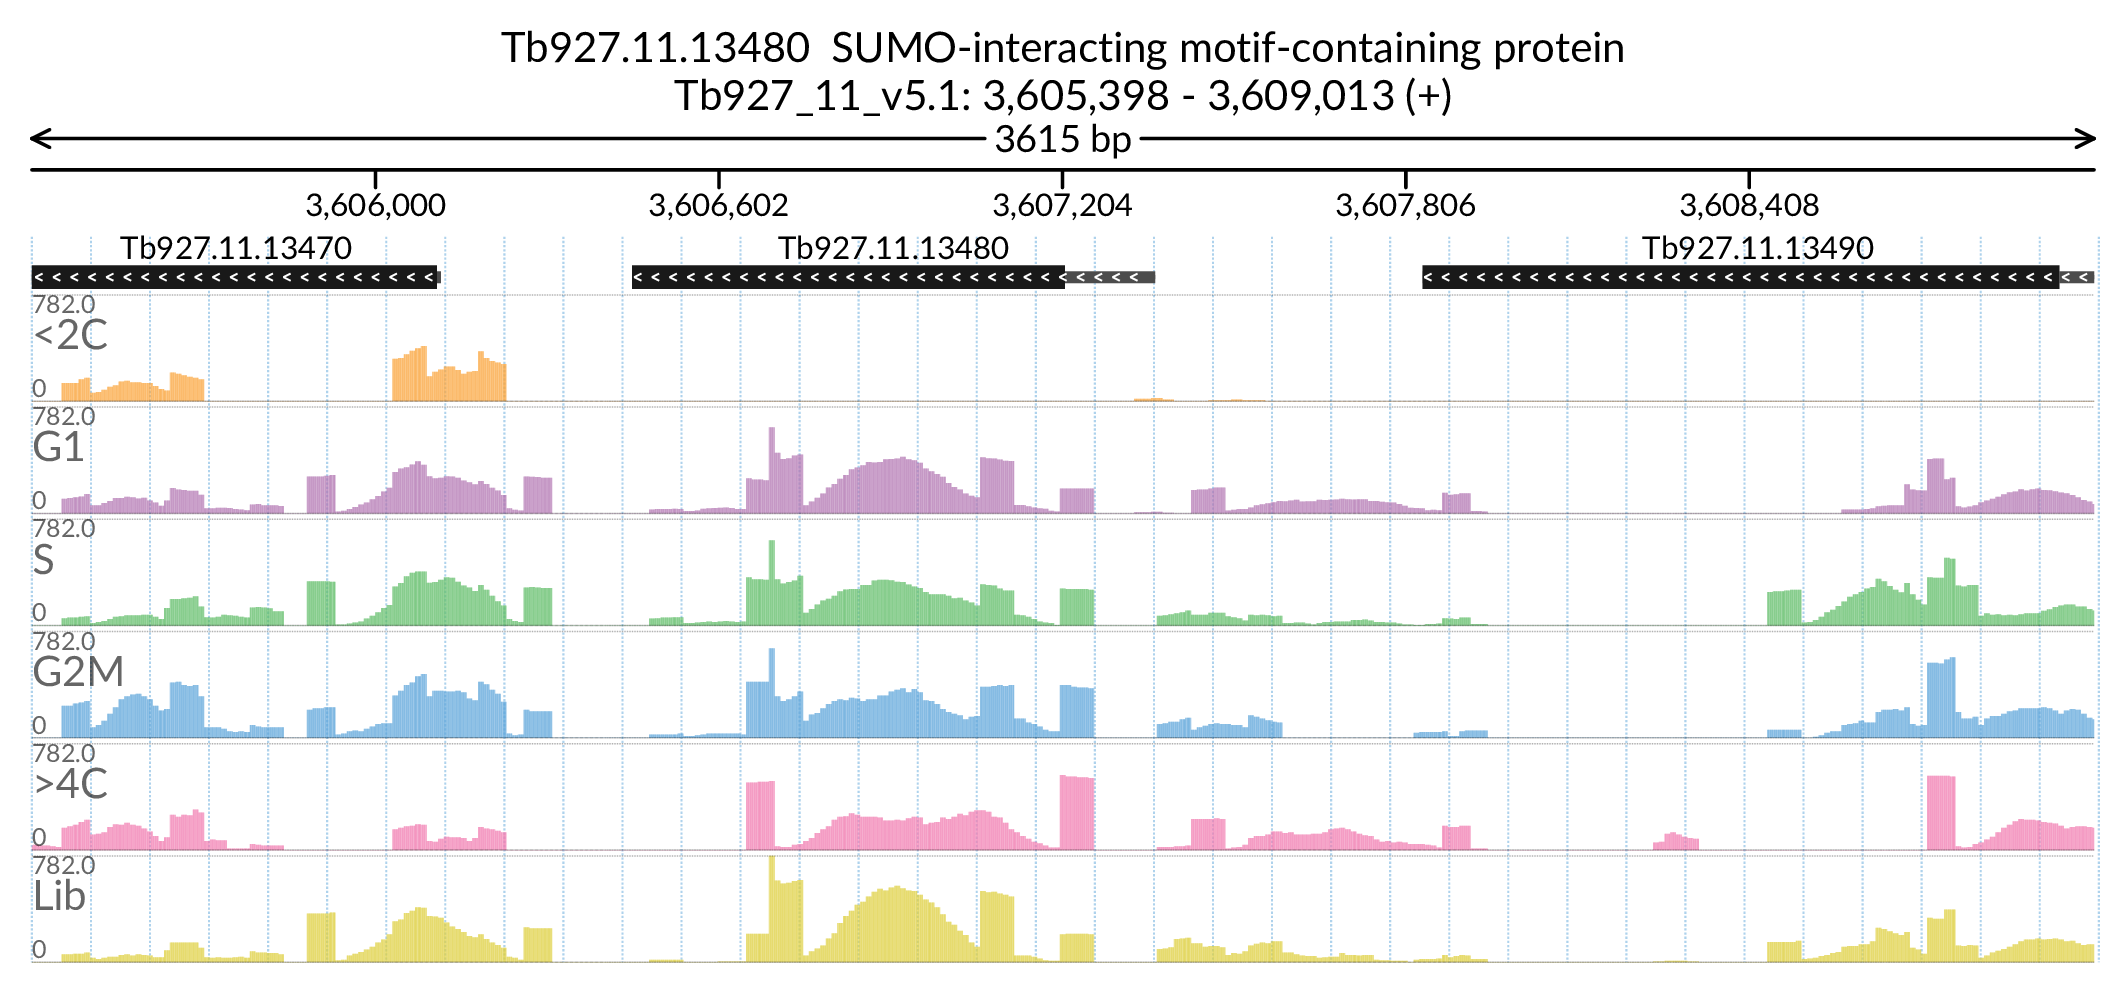 Tb927.11.13480  SUMO-interacting motif-containing protein
Tb927_11_v5.1: 3,605,398 - 3,609,013 (+)
3615 bp
3,606,000 3,606,602 3,607,204 3,607,806 3,608,408
Tb927.11.13470 Tb927.11.13480 Tb927.11.13490
782.0
<2C
0
782.0
G1
0
782.0
S
0
782.0
G2M
0
782.0
>4C
0
782.0
Lib
0